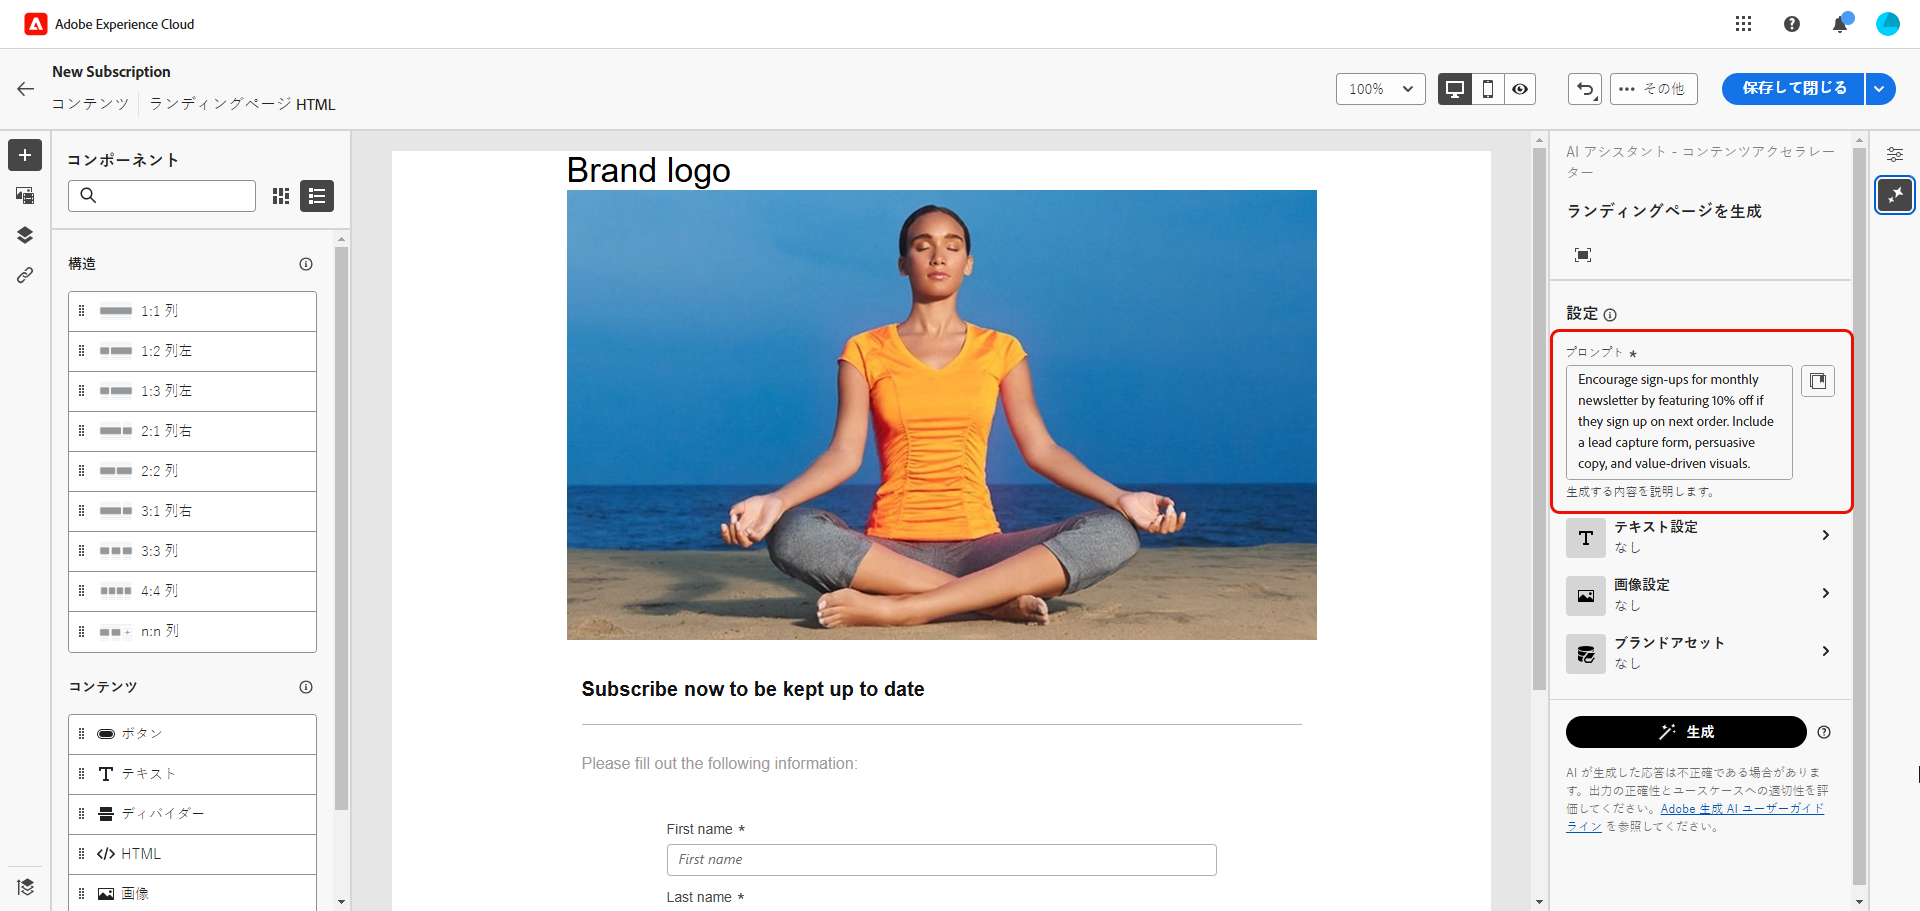 Adobe Experience Cloud
New Subscription
コンテンツ ランディングページ HTML
100%
その他
保存して閉じる
コンポーネント
構造
1:1 列
1:2 列左
1:3 列左
2:1 列右
2:2 列
3:1 列右
3:3 列
4:4 列
n:n 列
コンテンツ
ボタン
テキスト
ディバイダー
HTML
画像
Brand logo
Subscribe now to be kept up to date
Please fill out the following information:
First name *
First name
Last name *
AI アシスタント - コンテンツアクセラレー
ター
ランディングページを生成
設定
プロンプト *
Encourage sign-ups for monthly
newsletter by featuring 10% off if
they sign up on next order. Include
a lead capture form, persuasive
copy, and value-driven visuals.
生成する内容を説明します。
テキスト設定
なし
画像設定
なし
ブランドアセット
なし
生成
AI が生成した応答は不正確である場合がありま
す。出力の正確性とユースケースへの適切性を評
価してください。Adobe 生成 AI ユーザーガイド
ライン を参照してください。